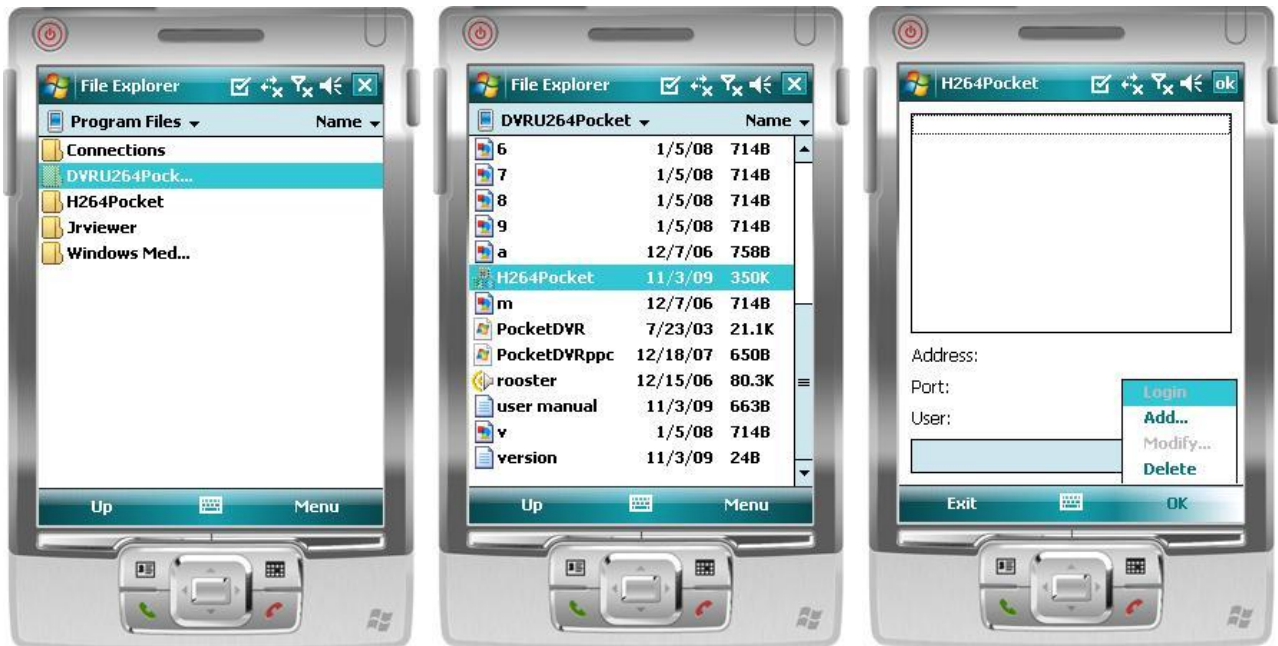 File Explorer
Program Files Name
Connections
DVRU264Pock...
H264Pocket
Jrviewer
Windows Med...
Up Menu
File Explorer
DVRU264Pocket Name
6 1/5/08 714B
7 1/5/08 714B
8 1/5/08 714B
9 1/5/08 714B
a 12/7/06 758B
H264Pocket 11/3/09 350K
m 12/7/06 714B
PocketDVR 7/23/03 21.1K
PocketDVRppc 12/18/07 650B
rooster 12/15/06 80.3K
user manual 11/3/09 663B
v 1/5/08 714B
version 11/3/09 24B
Up Menu
H264Pocket ok
Address:
Port:
User:
Login
Add...
Modify...
Delete
Exit OK